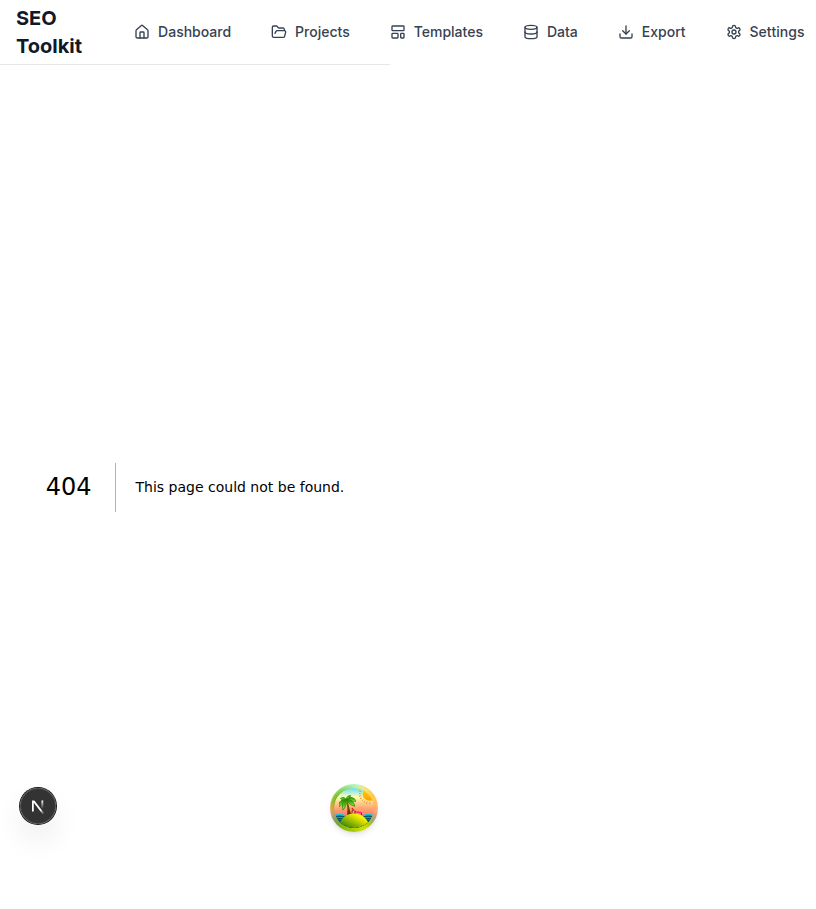 SEO
Toolkit
Dashboard
Projects
Templates
Data
Export
Settings
404
This page could not be found.
N